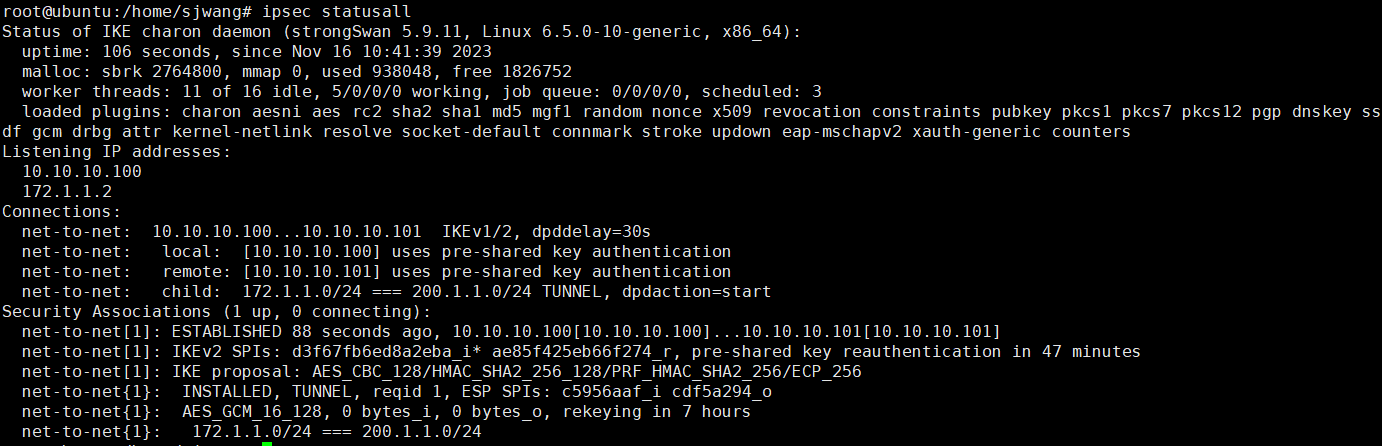 root@ubuntu:/home/sjwang# ipsec statusall
Status of IKE charon daemon (strongSwan 5.9.11, Linux 6.5.0-10-generic, x86_64):
  uptime: 106 seconds, since Nov 16 10:41:39 2023
  malloc: sbrk 2764800, mmap 0, used 938048, free 1826752
  worker threads: 11 of 16 idle, 5/0/0/0 working, job queue: 0/0/0/0, scheduled: 3
  loaded plugins: charon aesni aes rc2 sha2 sha1 md5 mgf1 random nonce x509 revocation constraints pubkey pkcs1 pkcs7 pkcs12 pgp dnskey ss
df gcm drbg attr kernel-netlink resolve socket-default connmark stroke updown eap-mschapv2 xauth-generic counters
Listening IP addresses:
  10.10.10.100
  172.1.1.2
Connections:
  net-to-net:  10.10.10.100...10.10.10.101  IKEv1/2, dpddelay=30s
  net-to-net:   local:  [10.10.10.100] uses pre-shared key authentication
  net-to-net:   remote: [10.10.10.101] uses pre-shared key authentication
  net-to-net:   child:  172.1.1.0/24 === 200.1.1.0/24 TUNNEL, dpdaction=start
Security Associations (1 up, 0 connecting):
  net-to-net[1]: ESTABLISHED 88 seconds ago, 10.10.10.100[10.10.10.100]...10.10.10.101[10.10.10.101]
  net-to-net[1]: IKEv2 SPIs: d3f67fb6ed8a2eba_i* ae85f425eb66f274_r, pre-shared key reauthentication in 47 minutes
  net-to-net[1]: IKE proposal: AES_CBC_128/HMAC_SHA2_256_128/PRF_HMAC_SHA2_256/ECP_256
  net-to-net{1}:  INSTALLED, TUNNEL, reqid 1, ESP SPIs: c5956aaf_i cdf5a294_o
  net-to-net{1}:  AES_GCM_16_128, 0 bytes_i, 0 bytes_o, rekeying in 7 hours
  net-to-net{1}:   172.1.1.0/24 === 200.1.1.0/24